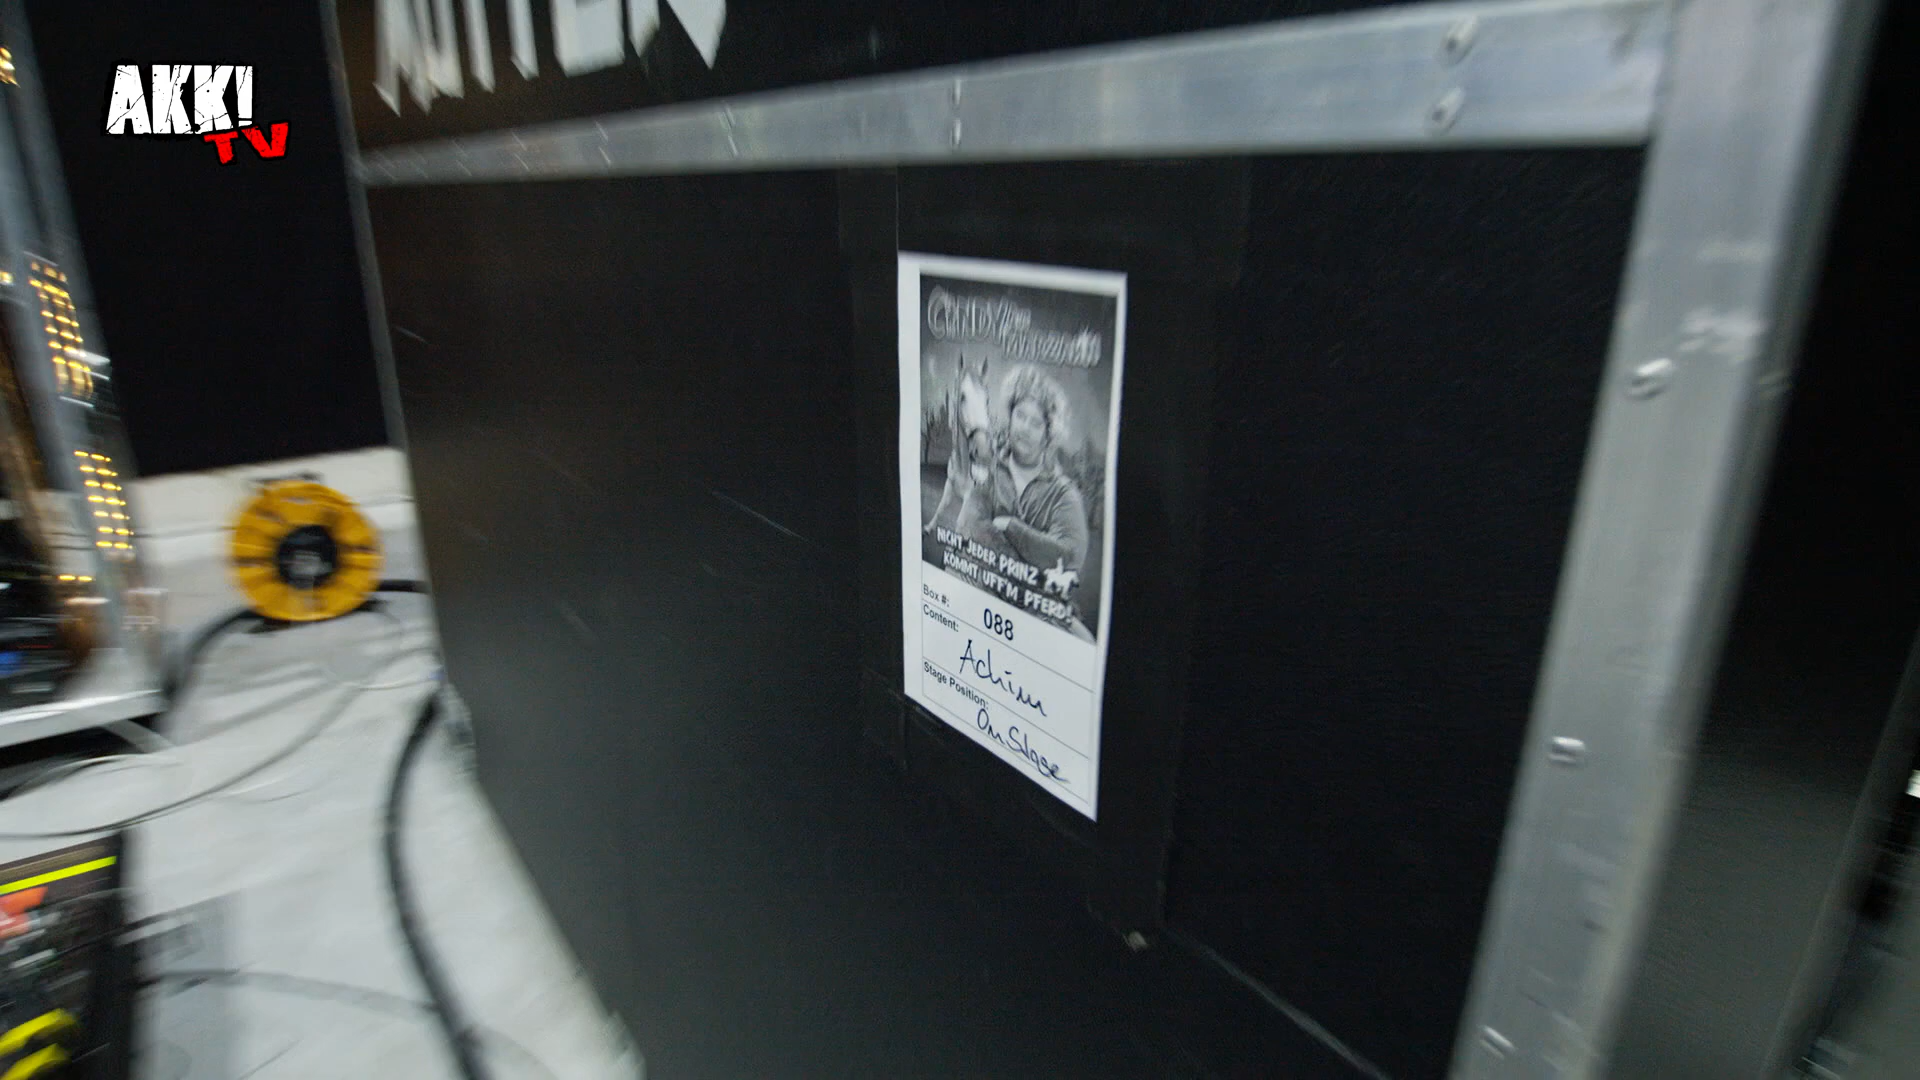 AKK!
TV
NICHT JEDER PRINZ
KOMMT UFF'M PFERD!
Box #:
088
Content:
Achim
Stage Position:
On Stage